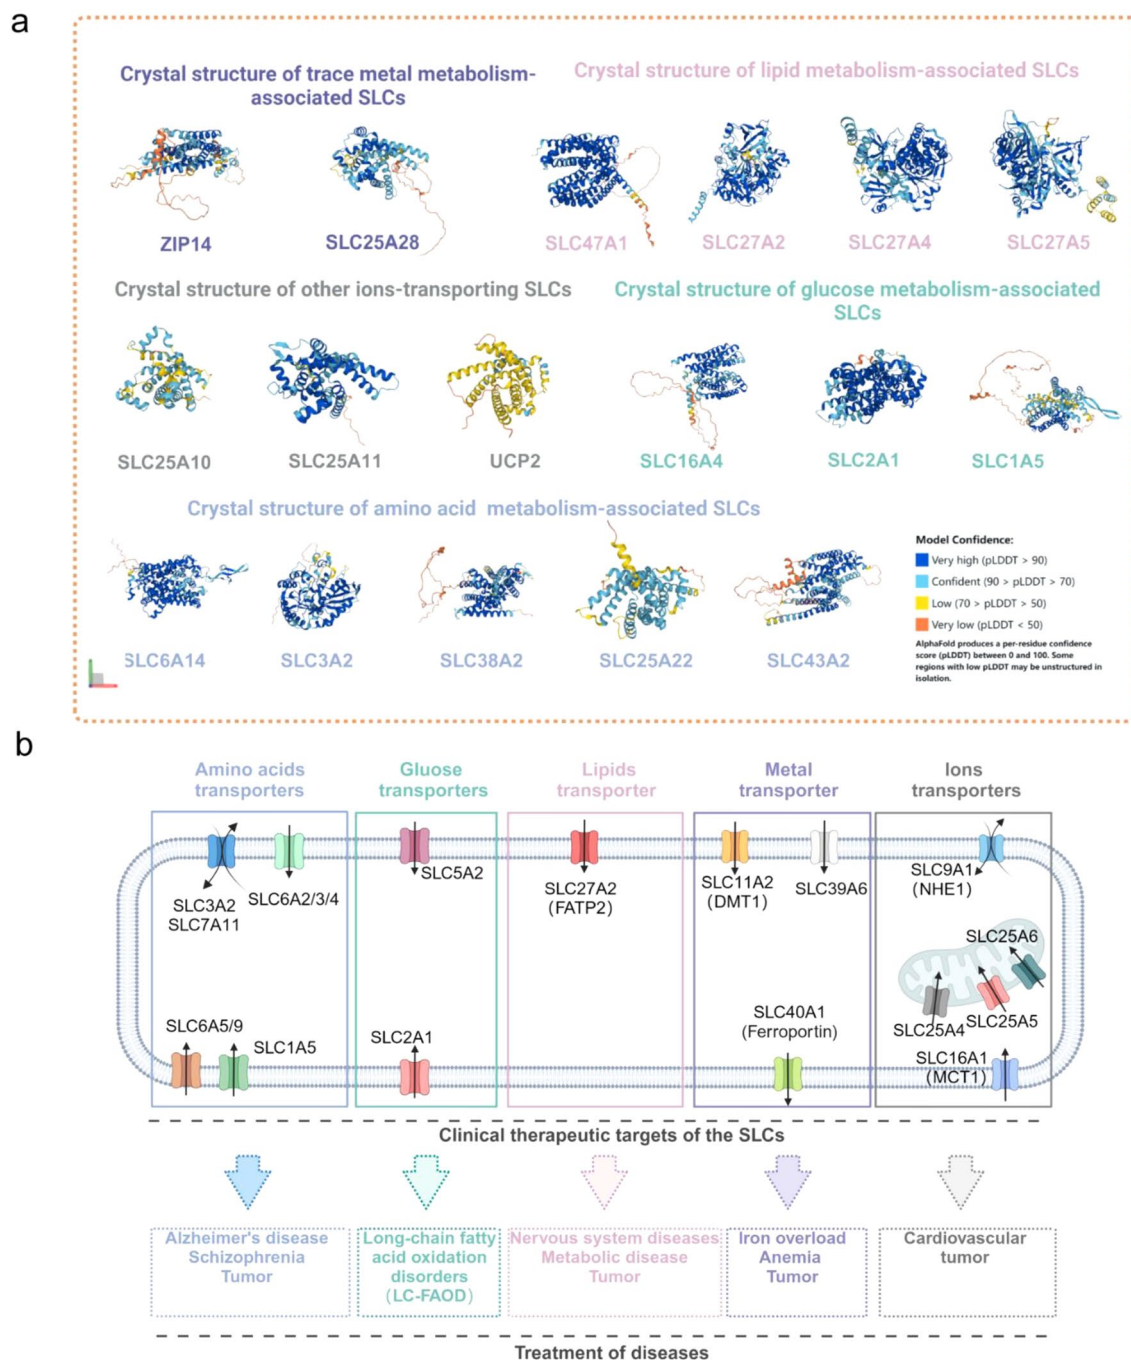 a
Crystal structure of trace metal metabolism-
associated SLCs
Crystal structure of lipid metabolism-associated SLCs
ZIP14
SLC25A28
SLC47A1
SLC27A2
SLC27A4
SLC27A5
Crystal structure of other ions-transporting SLCs
Crystal structure of glucose metabolism-associated
SLCs
SLC25A10
SLC25A11
UCP2
SLC16A4
SLC2A1
SLC1A5
Crystal structure of amino acid metabolism-associated SLCs
SLC6A14
SLC3A2
SLC38A2
SLC25A22
SLC43A2
Model Confidence:
Very high (pLDDT > 90)
Confident (90 > pLDDT > 70)
Low (70 > pLDDT > 50)
Very low (pLDDT < 50)
AlphaFold produces a per-residue confidence
score (pLDDT) between 0 and 100. Some
regions with low pLDDT may be unstructured in
isolation.
b
Amino acids
transporters
Gluose
transporters
Lipids
transporter
Metal
transporter
Ions
transporters
SLC3A2
SLC7A11
SLC6A2/3/4
SLC5A2
SLC27A2
(FATP2)
SLC11A2
(DMT1)
SLC39A6
SLC9A1
(NHE1)
SLC25A6
SLC25A4
SLC25A5
SLC6A5/9
SLC1A5
SLC2A1
SLC40A1
(Ferroportin)
SLC16A1
(MCT1)
Clinical therapeutic targets of the SLCs
Alzheimer's disease
Schizophrenia
Tumor
Long-chain fatty
acid oxidation
disorders
(LC-FAOD)
Nervous system diseases
Metabolic disease
Tumor
Iron overload
Anemia
Tumor
Cardiovascular
tumor
Treatment of diseases